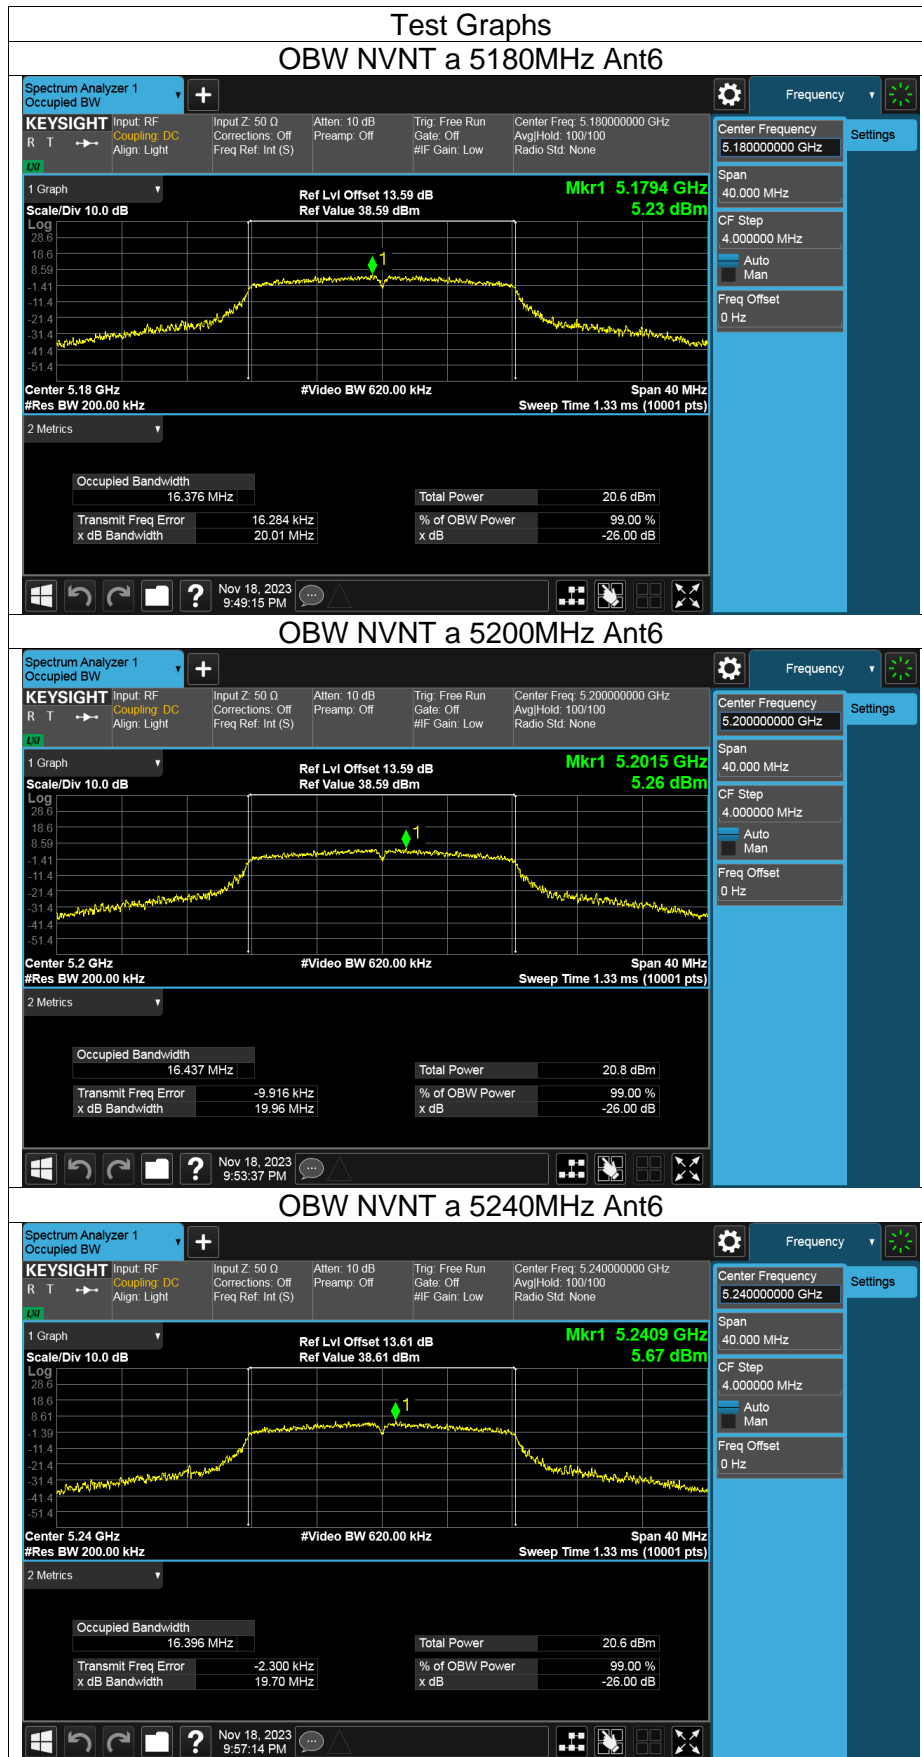 Test Graphs
OBW NVNT a 5180MHz Ant6
Spectrum Analyzer 1
Occupied BW
+
Frequency
KEYSIGHT
R T
LXI
Input: RF
Coupling: DC
Align: Light
Input Z: 50 Ω
Corrections: Off
Freq Ref: Int (S)
Atten: 10 dB
Preamp: Off
Trig: Free Run
Gate: Off
#IF Gain: Low
Center Freq: 5.180000000 GHz
Avg|Hold: 100/100
Radio Std: None
Center Frequency
5.180000000 GHz
Settings
Span
40.000 MHz
CF Step
4.000000 MHz
Auto
Man
Freq Offset
0 Hz
1 Graph
Scale/Div 10.0 dB
Ref Lvl Offset 13.59 dB
Ref Value 38.59 dBm
Mkr1 5.1794 GHz
5.23 dBm
Log
28.6
18.6
8.59
-1.41
-11.4
-21.4
-31.4
-41.4
-51.4
1
Center 5.18 GHz
#Res BW 200.00 kHz
#Video BW 620.00 kHz
Span 40 MHz
Sweep Time 1.33 ms (10001 pts)
2 Metrics
Occupied Bandwidth
16.376 MHz
Total Power 20.6 dBm
Transmit Freq Error 16.284 kHz
% of OBW Power 99.00 %
x dB Bandwidth 20.01 MHz
x dB -26.00 dB
?
Nov 18, 2023
9:49:15 PM
OBW NVNT a 5200MHz Ant6
Spectrum Analyzer 1
Occupied BW
+
Frequency
KEYSIGHT
R T
LXI
Input: RF
Coupling: DC
Align: Light
Input Z: 50 Ω
Corrections: Off
Freq Ref: Int (S)
Atten: 10 dB
Preamp: Off
Trig: Free Run
Gate: Off
#IF Gain: Low
Center Freq: 5.200000000 GHz
Avg|Hold: 100/100
Radio Std: None
Center Frequency
5.200000000 GHz
Settings
Span
40.000 MHz
CF Step
4.000000 MHz
Auto
Man
Freq Offset
0 Hz
1 Graph
Scale/Div 10.0 dB
Ref Lvl Offset 13.59 dB
Ref Value 38.59 dBm
Mkr1 5.2015 GHz
5.26 dBm
Log
28.6
18.6
8.59
-1.41
-11.4
-21.4
-31.4
-41.4
-51.4
1
Center 5.2 GHz
#Res BW 200.00 kHz
#Video BW 620.00 kHz
Span 40 MHz
Sweep Time 1.33 ms (10001 pts)
2 Metrics
Occupied Bandwidth
16.437 MHz
Total Power 20.8 dBm
Transmit Freq Error -9.916 kHz
% of OBW Power 99.00 %
x dB Bandwidth 19.96 MHz
x dB -26.00 dB
?
Nov 18, 2023
9:53:37 PM
OBW NVNT a 5240MHz Ant6
Spectrum Analyzer 1
Occupied BW
+
Frequency
KEYSIGHT
R T
LXI
Input: RF
Coupling: DC
Align: Light
Input Z: 50 Ω
Corrections: Off
Freq Ref: Int (S)
Atten: 10 dB
Preamp: Off
Trig: Free Run
Gate: Off
#IF Gain: Low
Center Freq: 5.240000000 GHz
Avg|Hold: 100/100
Radio Std: None
Center Frequency
5.240000000 GHz
Settings
Span
40.000 MHz
CF Step
4.000000 MHz
Auto
Man
Freq Offset
0 Hz
1 Graph
Scale/Div 10.0 dB
Ref Lvl Offset 13.61 dB
Ref Value 38.61 dBm
Mkr1 5.2409 GHz
5.67 dBm
Log
28.6
18.6
8.61
-1.39
-11.4
-21.4
-31.4
-41.4
-51.4
1
Center 5.24 GHz
#Res BW 200.00 kHz
#Video BW 620.00 kHz
Span 40 MHz
Sweep Time 1.33 ms (10001 pts)
2 Metrics
Occupied Bandwidth
16.396 MHz
Total Power 20.6 dBm
Transmit Freq Error -2.300 kHz
% of OBW Power 99.00 %
x dB Bandwidth 19.70 MHz
x dB -26.00 dB
?
Nov 18, 2023
9:57:14 PM